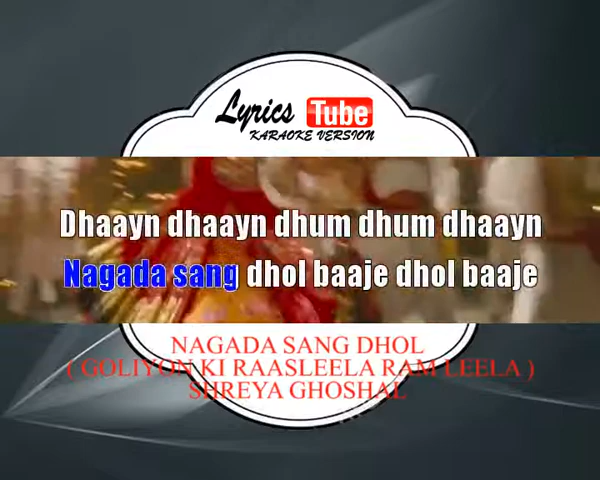 Lyrics Tube
KARAOKE VERSION
Dhaayn dhaayn dhum dhum dhaayn
Nagada sang dhol baaje dhol baaje
NAGADA SANG DHOL
( GOLIYON KI RAASLEELA RAM LEELA )
SHREYA GHOSHAL